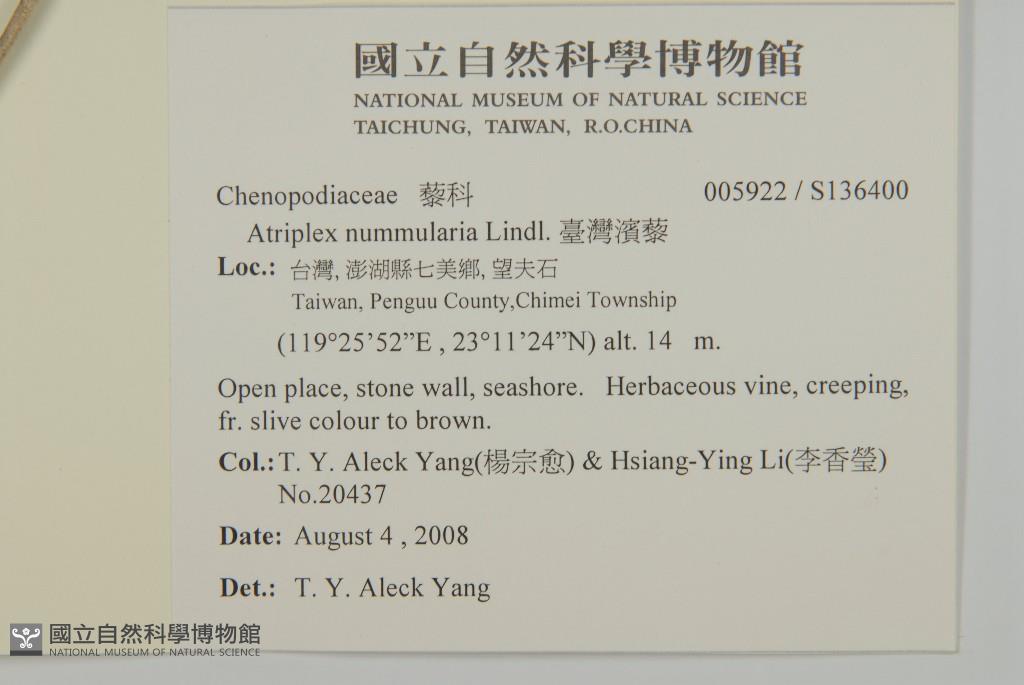 國立自然科學博物館
NATIONAL MUSEUM OF NATURAL SCIENCE
TAICHUNG, TAIWAN, R.O.CHINA
Chenopodiaceae 藜科 005922 / S136400
Atriplex nummularia Lindl. 臺灣濱藜
Loc.: 台灣, 澎湖縣七美鄉, 望夫石
Taiwan, Penguu County,Chimei Township
(119°25’52”E , 23°11’24”N) alt. 14 m.
Open place, stone wall, seashore. Herbaceous vine, creeping,
fr. slive colour to brown.
Col.: T. Y. Aleck Yang(楊宗愈) & Hsiang-Ying Li(李香瑩)
No.20437
Date: August 4 , 2008
Det.: T. Y. Aleck Yang
國立自然科學博物館
NATIONAL MUSEUM OF NATURAL SCIENCE